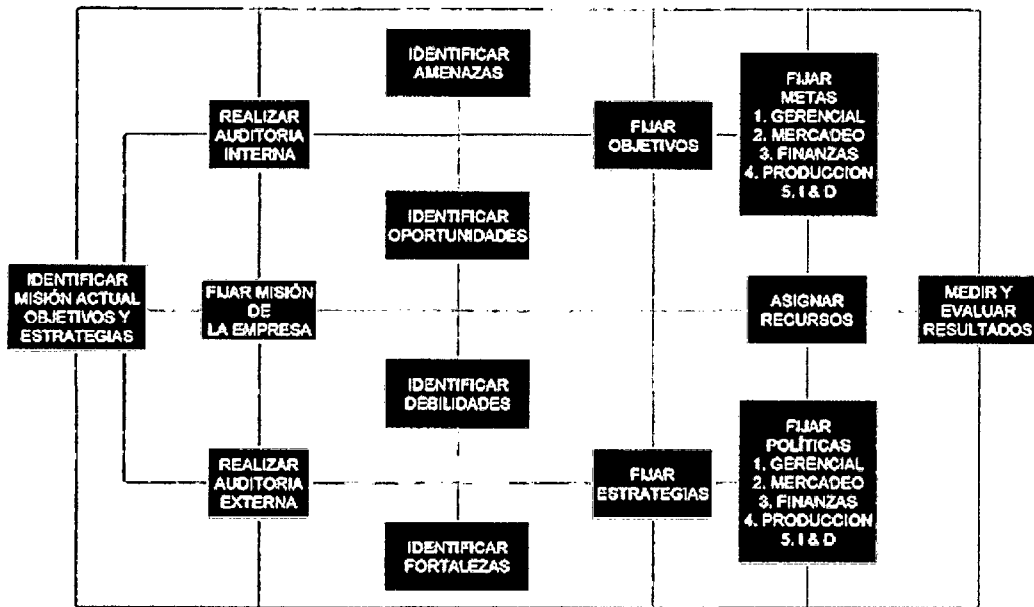 IDENTIFICAR
MISIÓN ACTUAL
OBJETIVOS Y
ESTRATEGIAS
REALIZAR
AUDITORIA
INTERNA
FIJAR MISIÓN
DE
LA EMPRESA
REALIZAR
AUDITORIA
EXTERNA
IDENTIFICAR
AMENAZAS
IDENTIFICAR
OPORTUNIDADES
IDENTIFICAR
DEBILIDADES
IDENTIFICAR
FORTALEZAS
FIJAR
OBJETIVOS
FIJAR
ESTRATEGIAS
FIJAR
METAS
1. GERENCIAL
2. MERCADEO
3. FINANZAS
4. PRODUCCION
5. I & D
ASIGNAR
RECURSOS
FIJAR
POLÍTICAS
1. GERENCIAL
2. MERCADEO
3. FINANZAS
4. PRODUCCION
5. I & D
MEDIR Y
EVALUAR
RESULTADOS